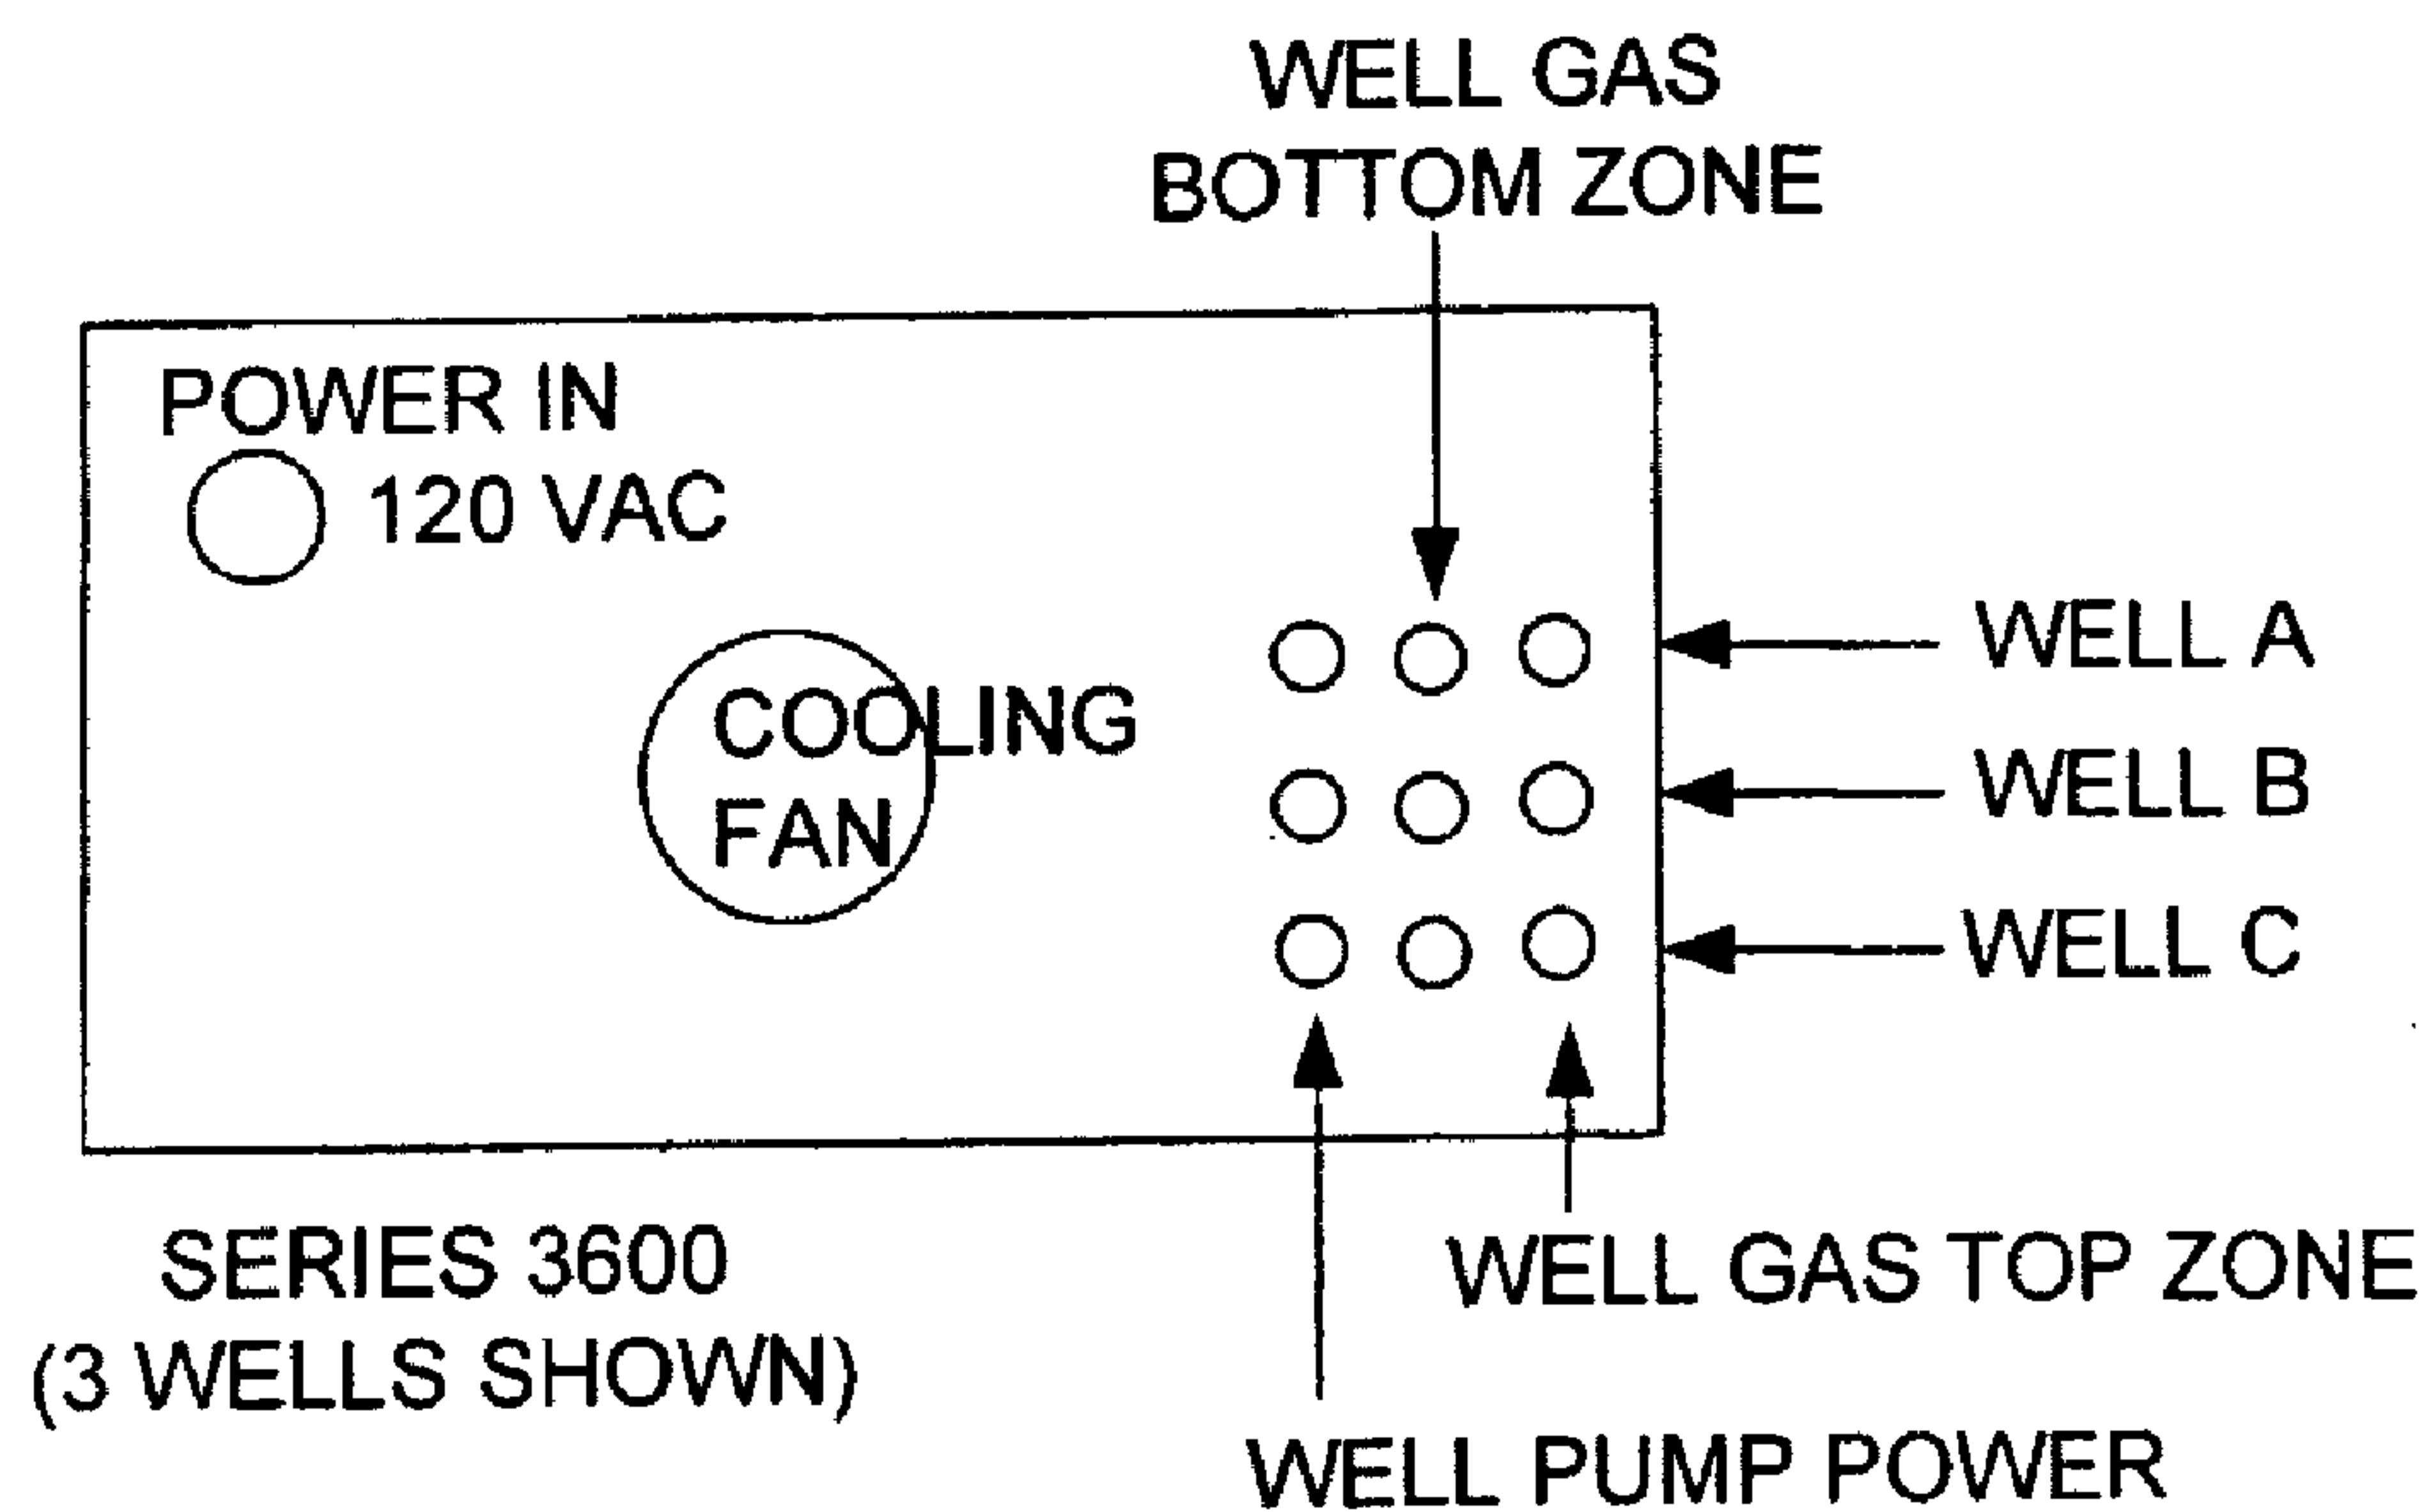 WELL GAS
BOTTOM ZONE
POWER IN
120 VAC
COOLING
FAN
WELL A
WELL B
WELL C
SERIES 3600
(3 WELLS SHOWN)
WELL GAS TOP ZONE
WELL PUMP POWER